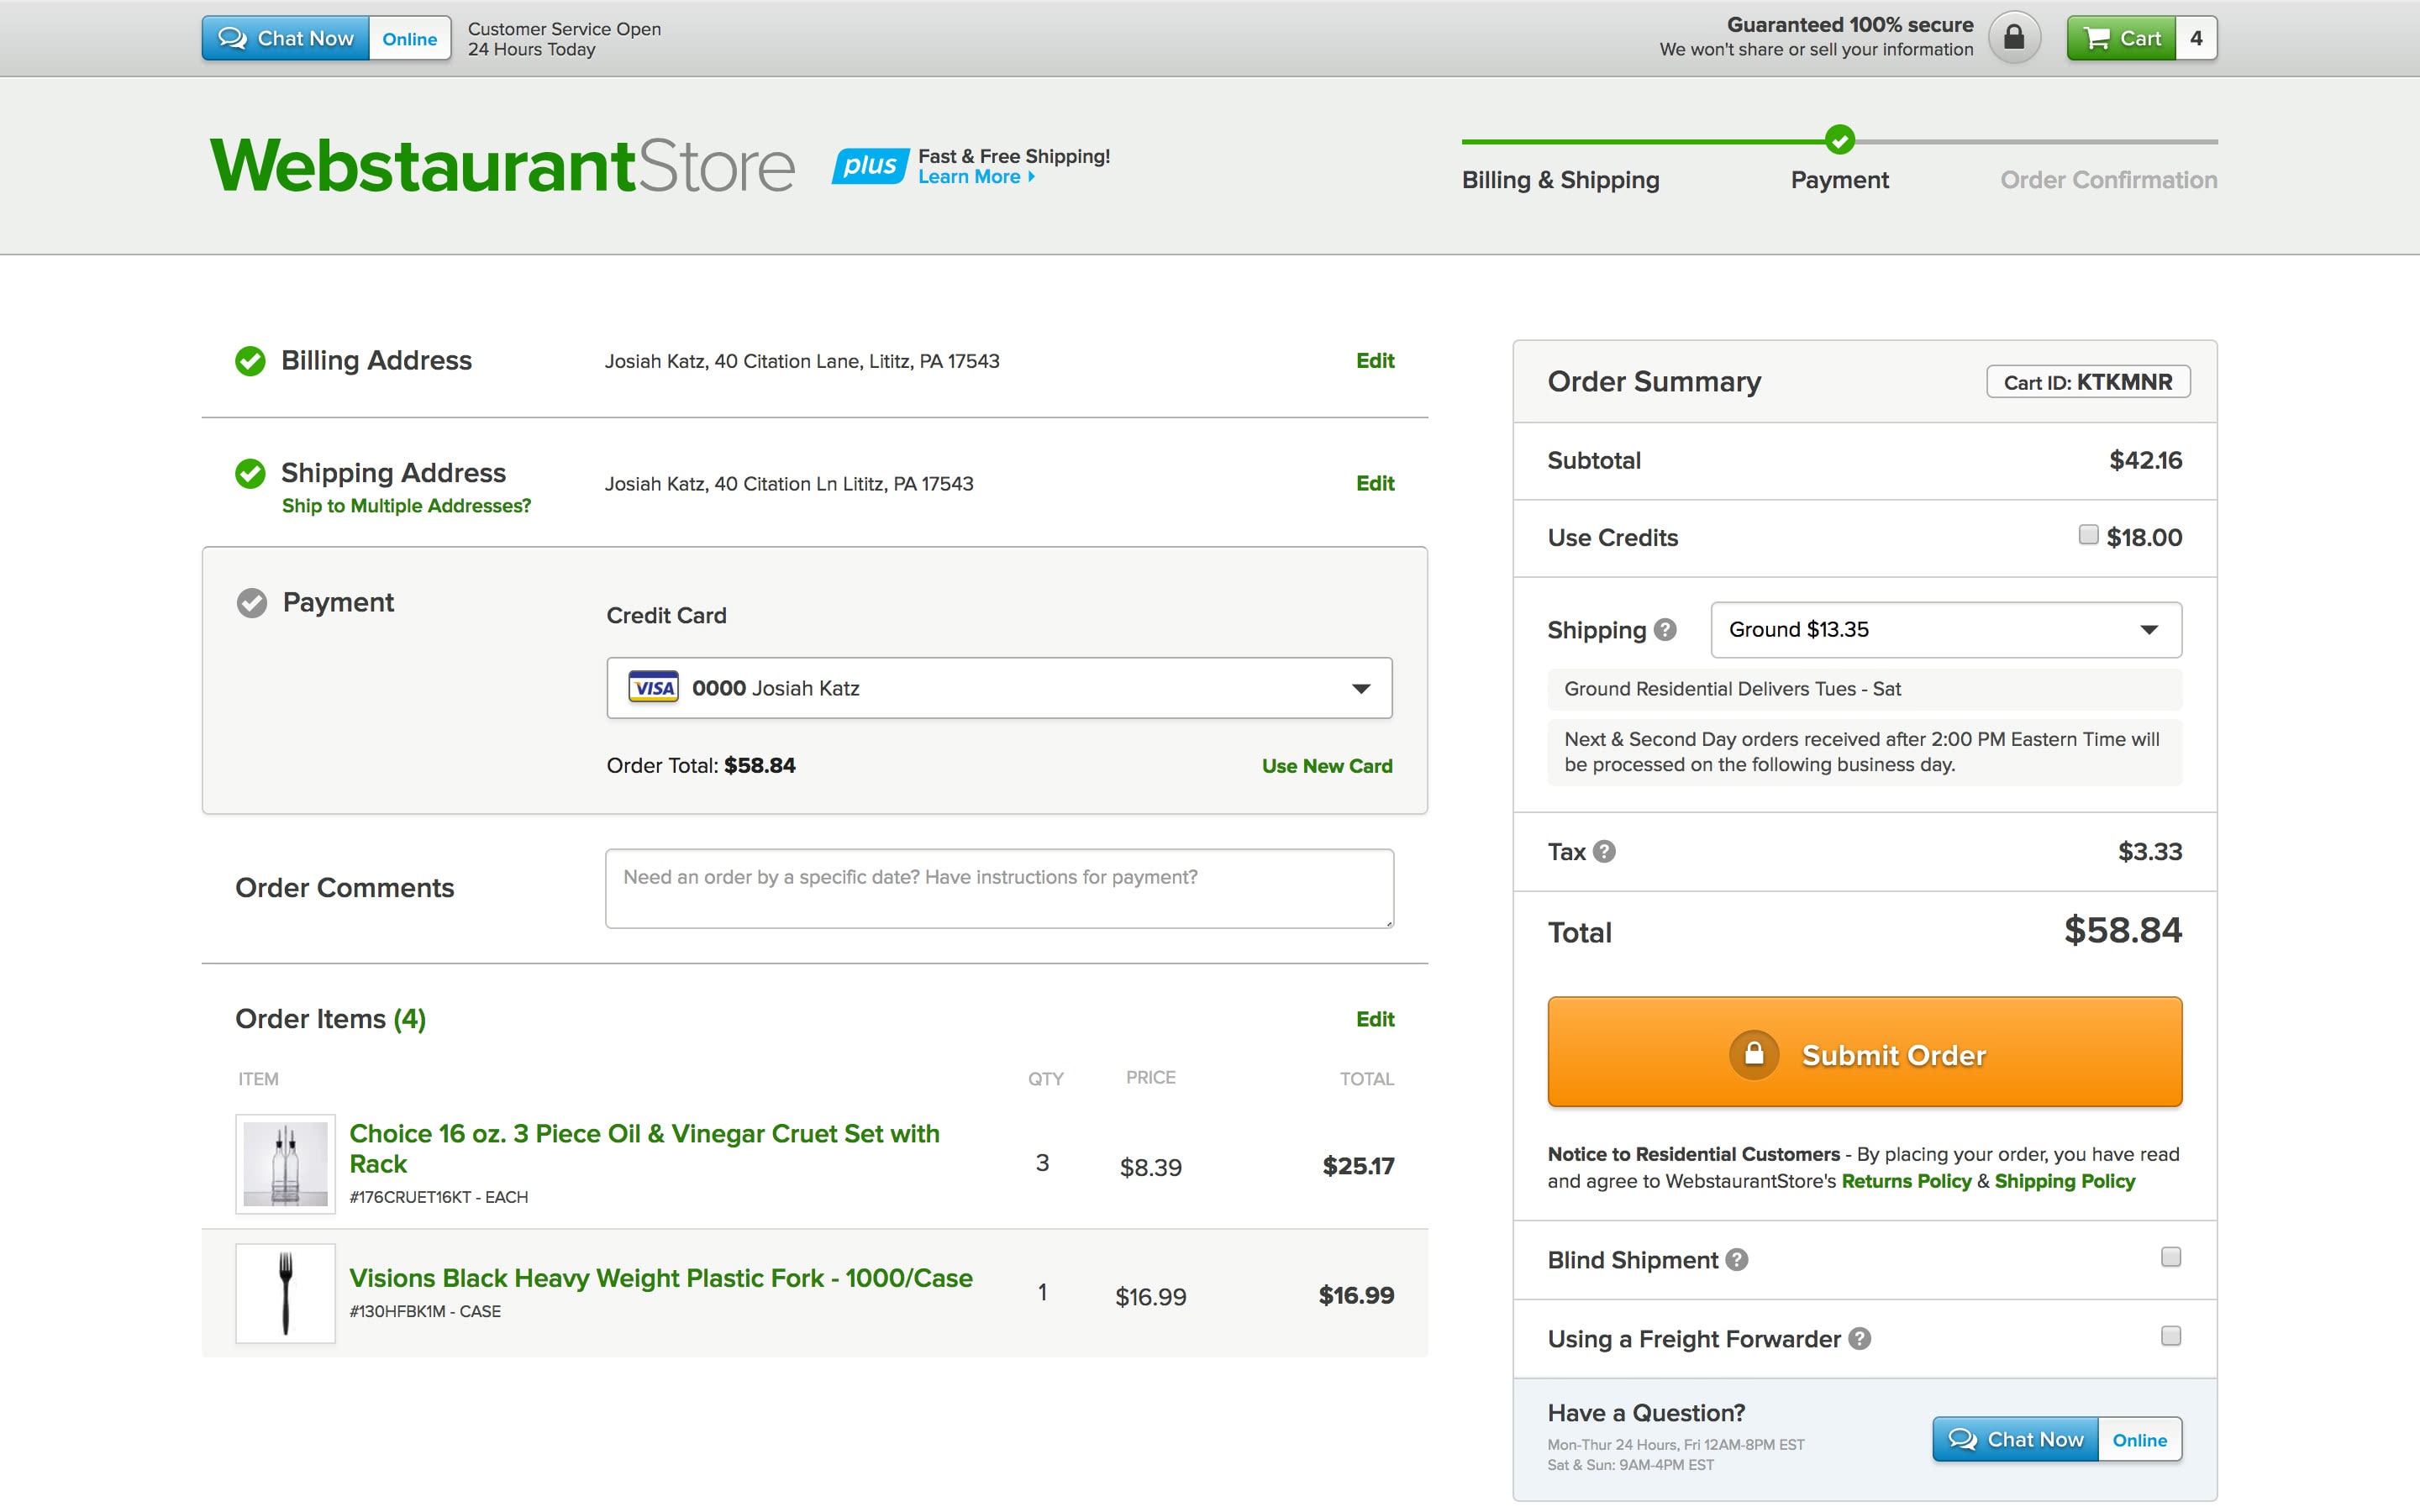 Chat Now Online
Customer Service Open
24 Hours Today
Guaranteed 100% secure
We won't share or sell your information
Cart 4
WebstaurantStore
plus
Fast & Free Shipping!
Learn More
Billing & Shipping
Payment
Order Confirmation
Billing Address
Josiah Katz, 40 Citation Lane, Lititz, PA 17543
Edit
Shipping Address
Ship to Multiple Addresses?
Josiah Katz, 40 Citation Ln Lititz, PA 17543
Edit
Payment
Credit Card
VISA 0000 Josiah Katz
Order Total: $58.84
Use New Card
Order Comments
Need an order by a specific date? Have instructions for payment?
Order Items (4)
Edit
ITEM QTY PRICE TOTAL
Choice 16 oz. 3 Piece Oil & Vinegar Cruet Set with
Rack
#176CRUET16KT - EACH
3 $8.39 $25.17
Visions Black Heavy Weight Plastic Fork - 1000/Case
#130HFBK1M - CASE
1 $16.99 $16.99
Order Summary
Cart ID: KTKMNR
Subtotal $42.16
Use Credits $18.00
Shipping ? Ground $13.35
Ground Residential Delivers Tues - Sat
Next & Second Day orders received after 2:00 PM Eastern Time will
be processed on the following business day.
Tax ? $3.33
Total $58.84
Submit Order
Notice to Residential Customers - By placing your order, you have read
and agree to WebstaurantStore's Returns Policy & Shipping Policy
Blind Shipment ?
Using a Freight Forwarder ?
Have a Question?
Mon-Thur 24 Hours, Fri 12AM-8PM EST
Sat & Sun: 9AM-4PM EST
Chat Now Online